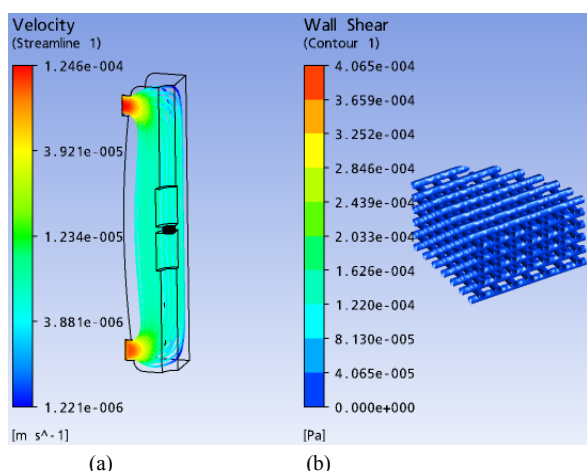 Velocity
(Streamline 1)
1.246e-004
3.921e-005
1.234e-005
3.881e-006
1.221e-006
[m s^-1]
Wall Shear
(Contour 1)
4.065e-004
3.659e-004
3.252e-004
2.846e-004
2.439e-004
2.033e-004
1.626e-004
1.220e-004
8.130e-005
4.065e-005
0.000e+000
[Pa]
(a)
(b)